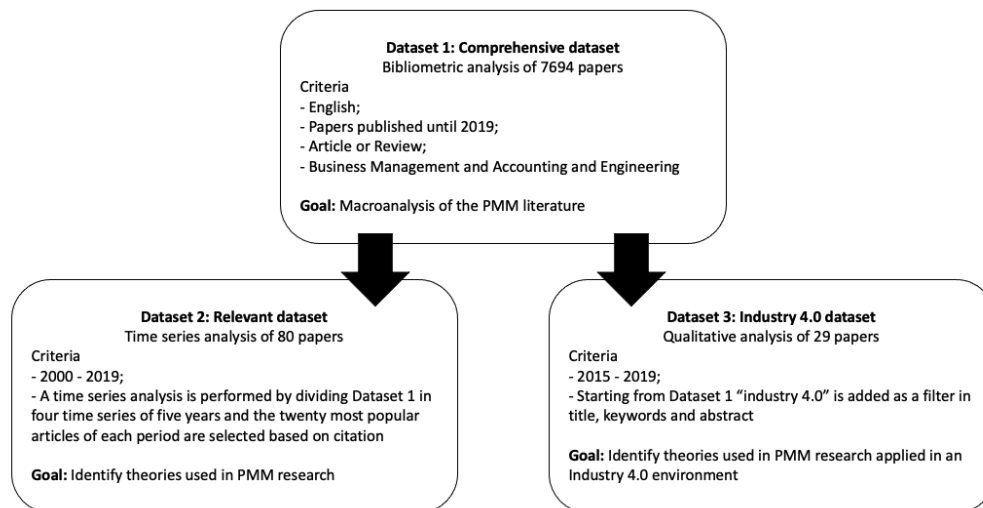 Dataset 1: Comprehensive dataset
Bibliometric analysis of 7694 papers
Criteria
- English;
- Papers published until 2019;
- Article or Review;
- Business Management and Accounting and Engineering
Goal: Macroanalysis of the PMM literature
Dataset 2: Relevant dataset
Time series analysis of 80 papers
Criteria
- 2000 - 2019;
- A time series analysis is performed by dividing Dataset 1 in
four time series of five years and the twenty most popular
articles of each period are selected based on citation
Goal: Identify theories used in PMM research
Dataset 3: Industry 4.0 dataset
Qualitative analysis of 29 papers
Criteria
- 2015 - 2019;
- Starting from Dataset 1 “industry 4.0” is added as a filter in
title, keywords and abstract
Goal: Identify theories used in PMM research applied in an
Industry 4.0 environment